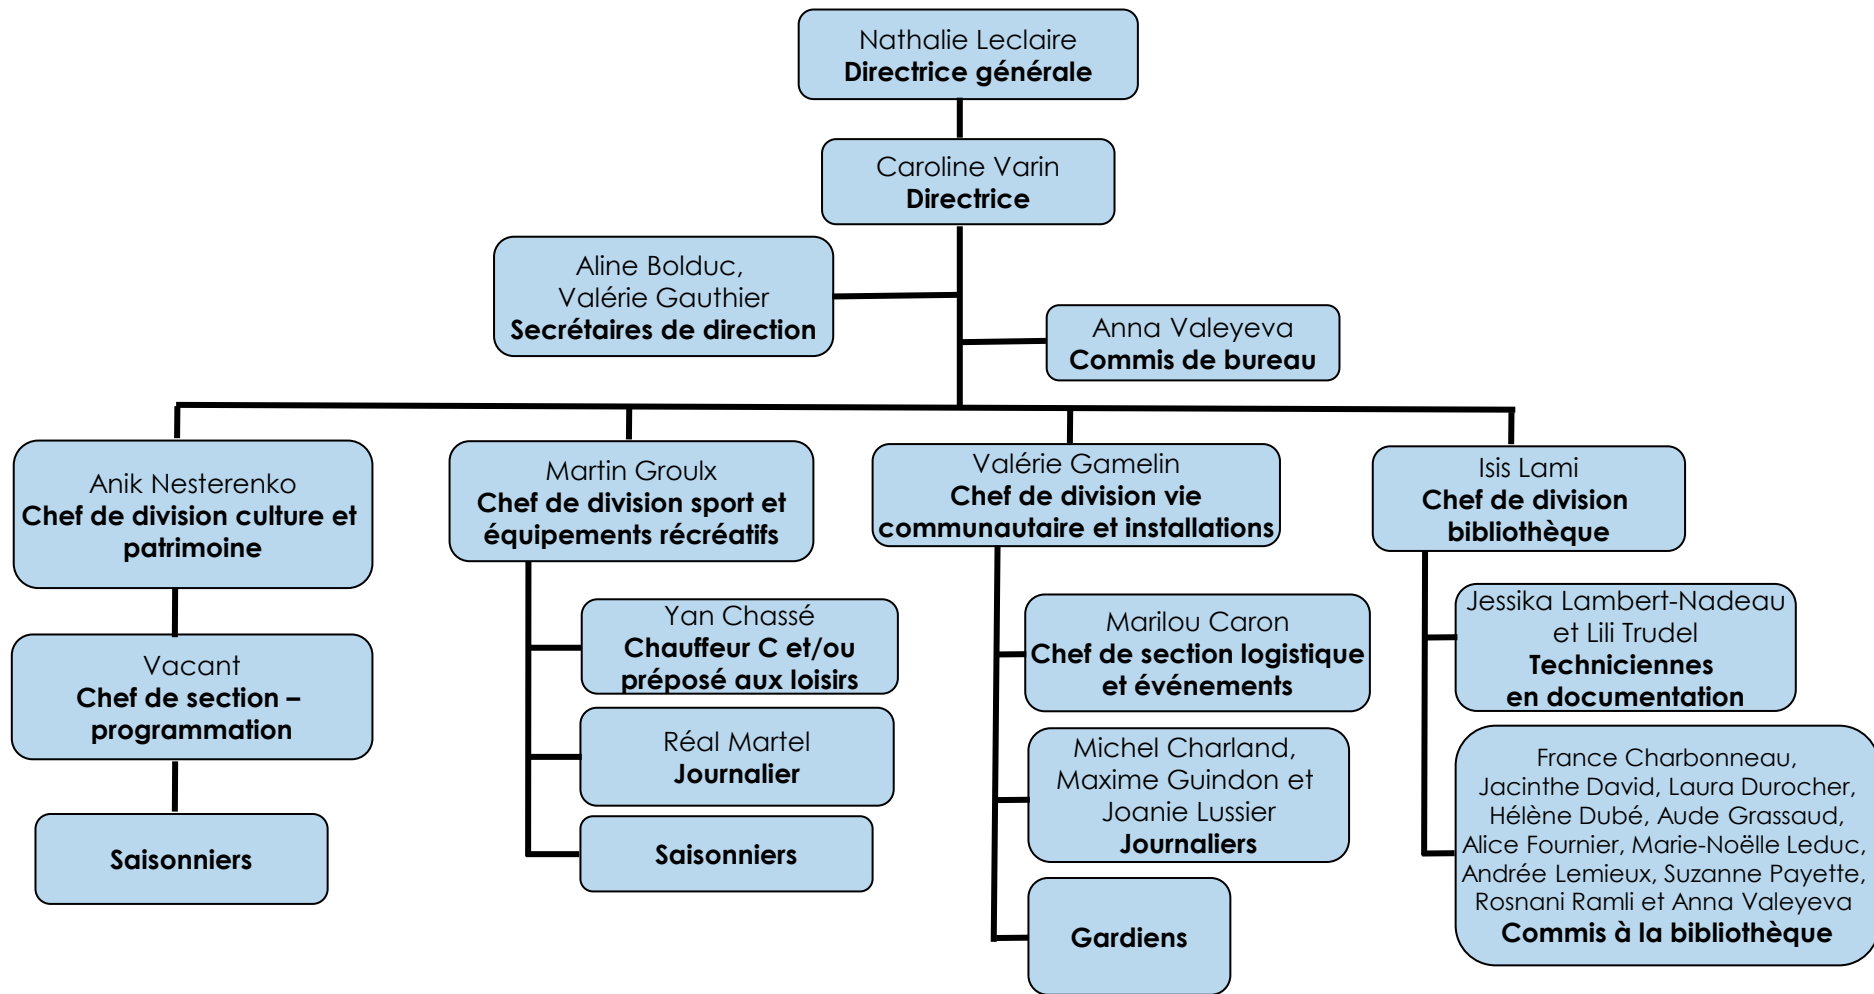 Nathalie Leclaire
Directrice générale
Caroline Varin
Directrice
Aline Bolduc,
Valérie Gauthier
Secrétaires de direction
Anna Valeyeva
Commis de bureau
Anik Nesterenko
Chef de division culture et
patrimoine
Vacant
Chef de section –
programmation
Saisonniers
Martin Groulx
Chef de division sport et
équipements récréatifs
Yan Chassé
Chauffeur C et/ou
préposé aux loisirs
Réal Martel
Journalier
Saisonniers
Valérie Gamelin
Chef de division vie
communautaire et installations
Marilou Caron
Chef de section logistique
et événements
Michel Charland,
Maxime Guindon et
Joanie Lussier
Journaliers
Gardiens
Isis Lami
Chef de division
bibliothèque
Jessika Lambert-Nadeau
et Lili Trudel
Techniciennes
en documentation
France Charbonneau,
Jacinthe David, Laura Durocher,
Hélène Dubé, Aude Grassaud,
Alice Fournier, Marie-Noëlle Leduc,
Andrée Lemieux, Suzanne Payette,
Rosnani Ramli et Anna Valeyeva
Commis à la bibliothèque